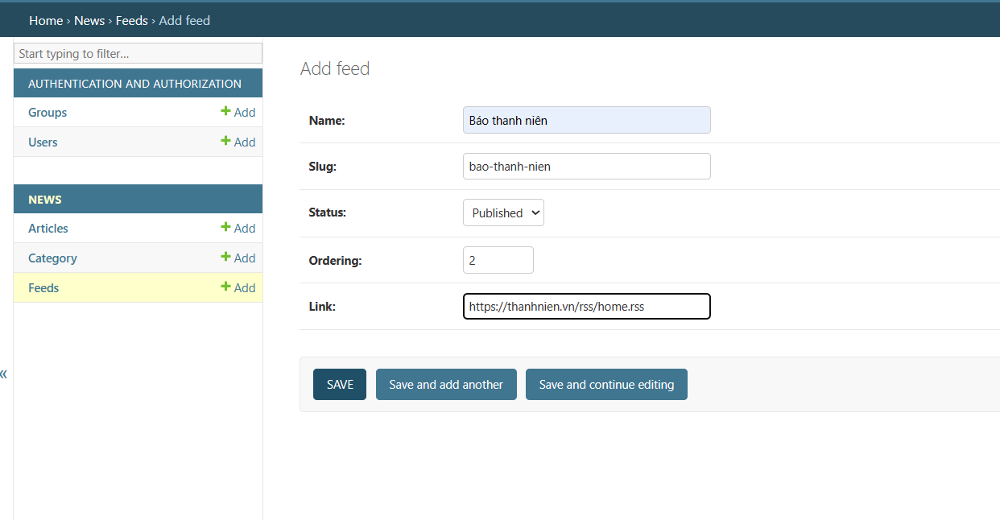 Home › News › Feeds › Add feed
Start typing to filter...
AUTHENTICATION AND AUTHORIZATION
Groups + Add
Users + Add
NEWS
Articles + Add
Category + Add
Feeds + Add
«
Add feed
Name: Báo thanh niên
Slug: bao-thanh-nien
Status: Published
Ordering: 2
Link: https://thanhnien.vn/rss/home.rss
SAVE Save and add another Save and continue editing